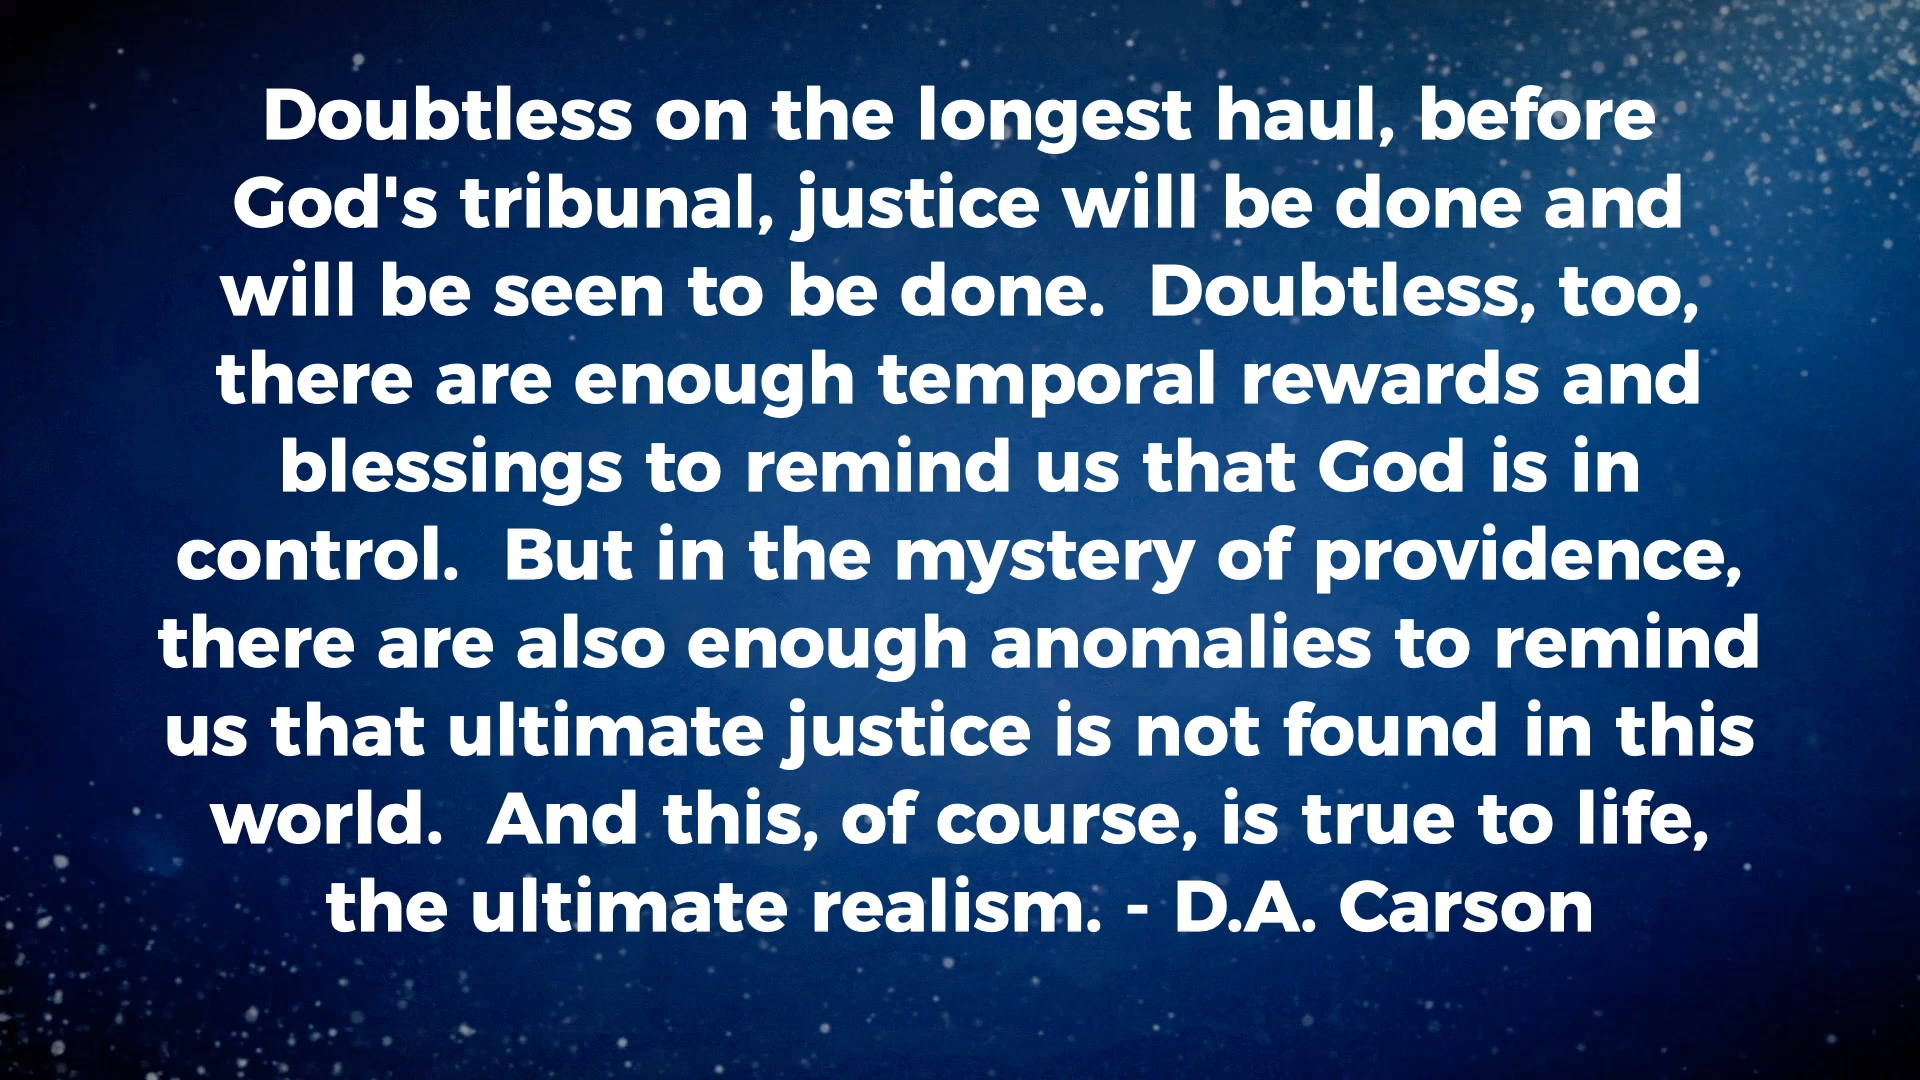 Doubtless on the longest haul, before
God's tribunal, justice will be done and
will be seen to be done.  Doubtless, too,
there are enough temporal rewards and
blessings to remind us that God is in
control.  But in the mystery of providence,
there are also enough anomalies to remind
us that ultimate justice is not found in this
world.  And this, of course, is true to life,
the ultimate realism. - D.A. Carson